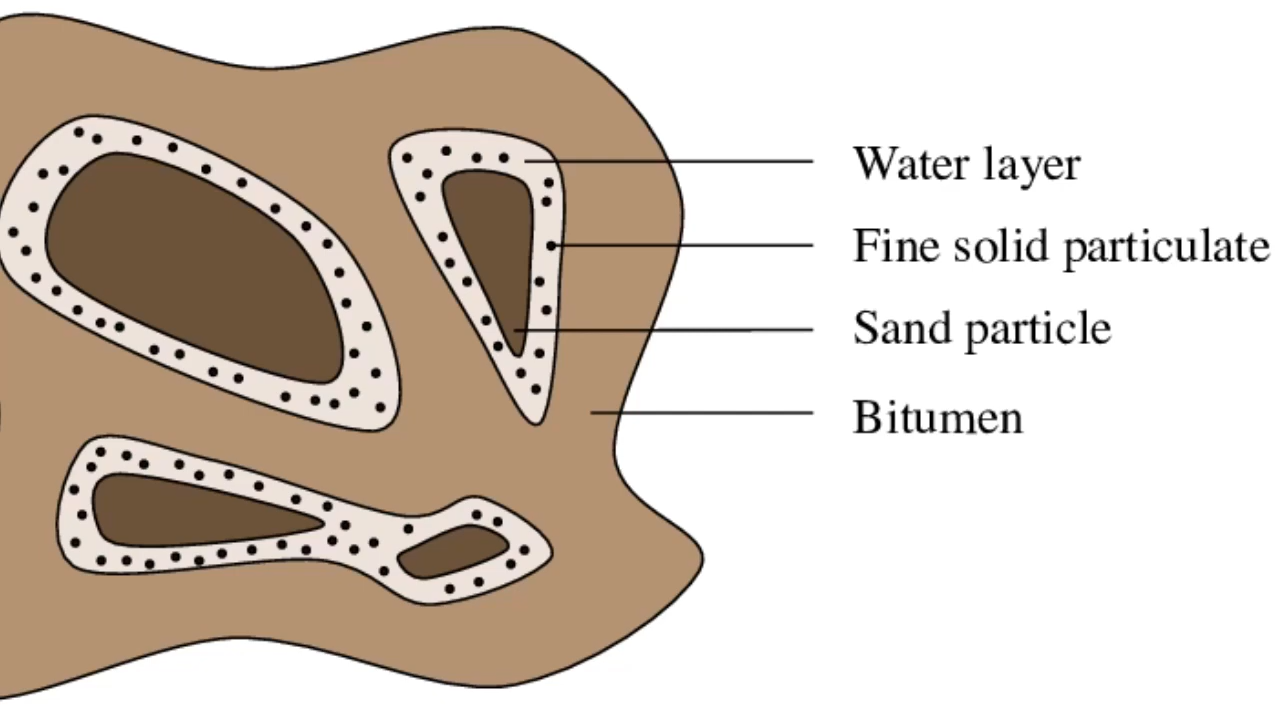 Water layer
Fine solid particulate
Sand particle
Bitumen